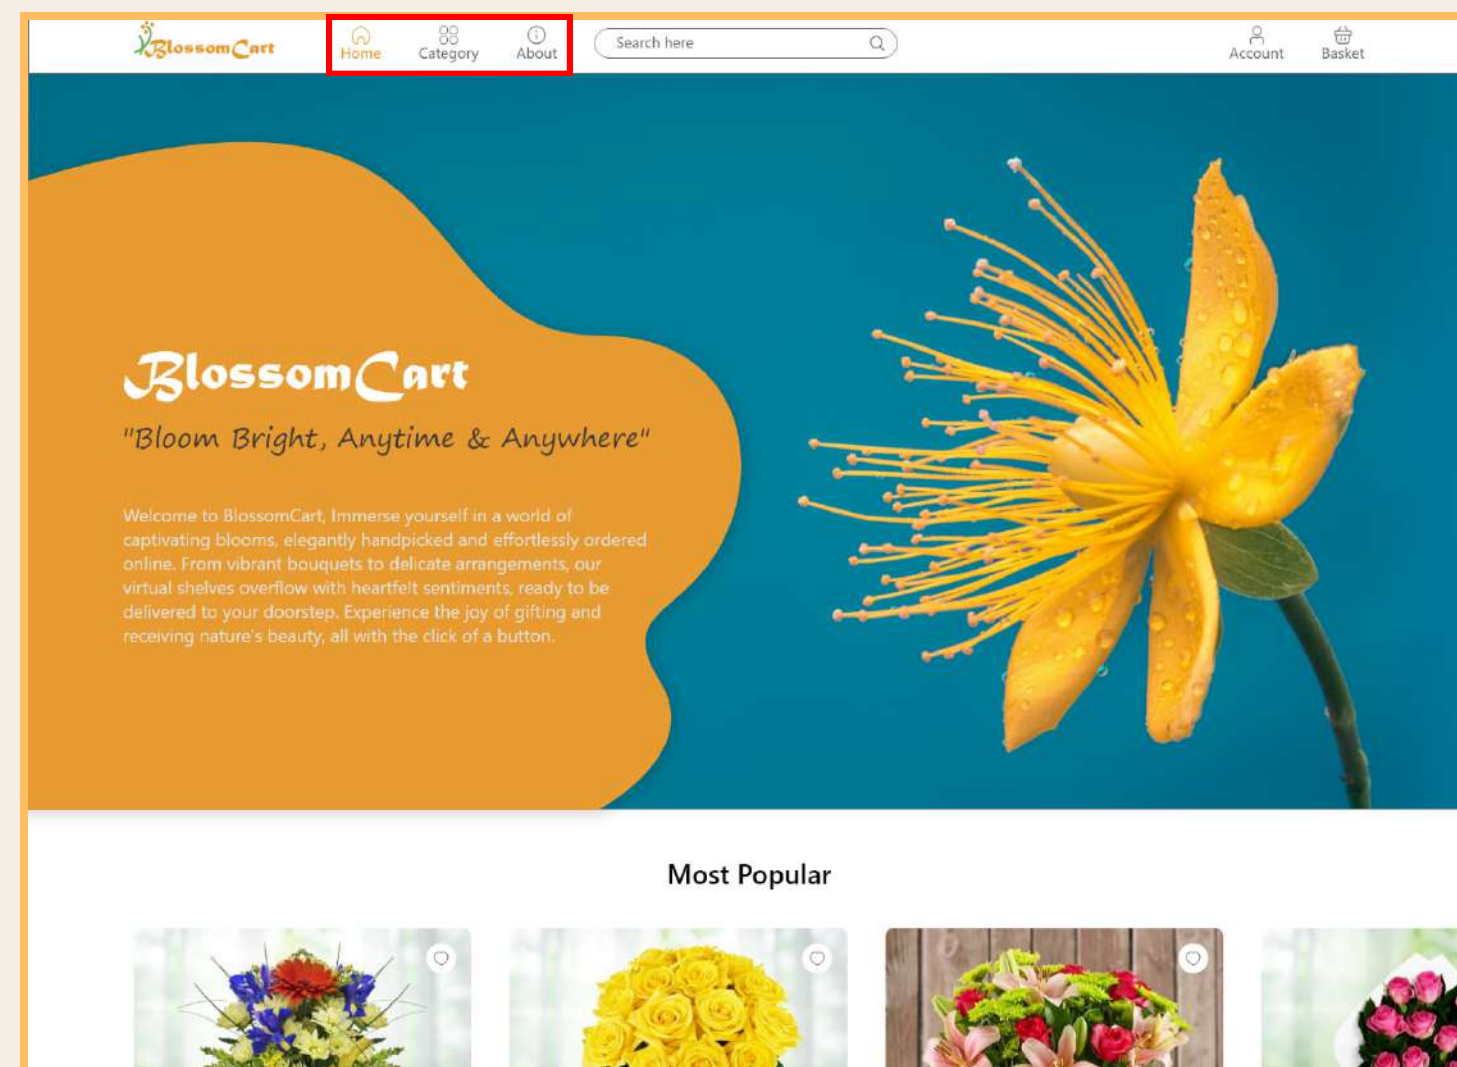 BlossomCart
Home Category About
Search here
Account Basket
BlossomCart
"Bloom Bright, Anytime & Anywhere"
Welcome to BlossomCart, Immerse yourself in a world of
captivating blooms, elegantly handpicked and effortlessly ordered
online. From vibrant bouquets to delicate arrangements, our
virtual shelves overflow with heartfelt sentiments, ready to be
delivered to your doorstep. Experience the joy of gifting and
receiving nature's beauty, all with the click of a button.
Most Popular